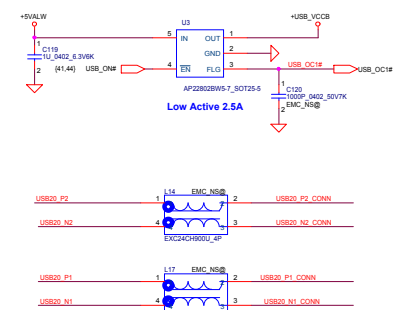 +5VALW
+USB_VCCB
U3
5 IN OUT 1
GND 2
4 EN FLG 3
1
C119
1U_0402_6.3V6K
2
{41,44} USB_ON#
USB_OC1#
USB_OC1#
AP22802BW5-7_SOT25-5
Low Active 2.5A
1
C120
1000P_0402_50V7K
EMC_NS@
2
L14 EMC_NS@
USB20_P2 1 2 USB20_P2_CONN
USB20_N2 4 3 USB20_N2_CONN
EXC24CH900U_4P
L17 EMC_NS@
USB20_P1 1 2 USB20_P1_CONN
USB20_N1 4 3 USB20_N1_CONN